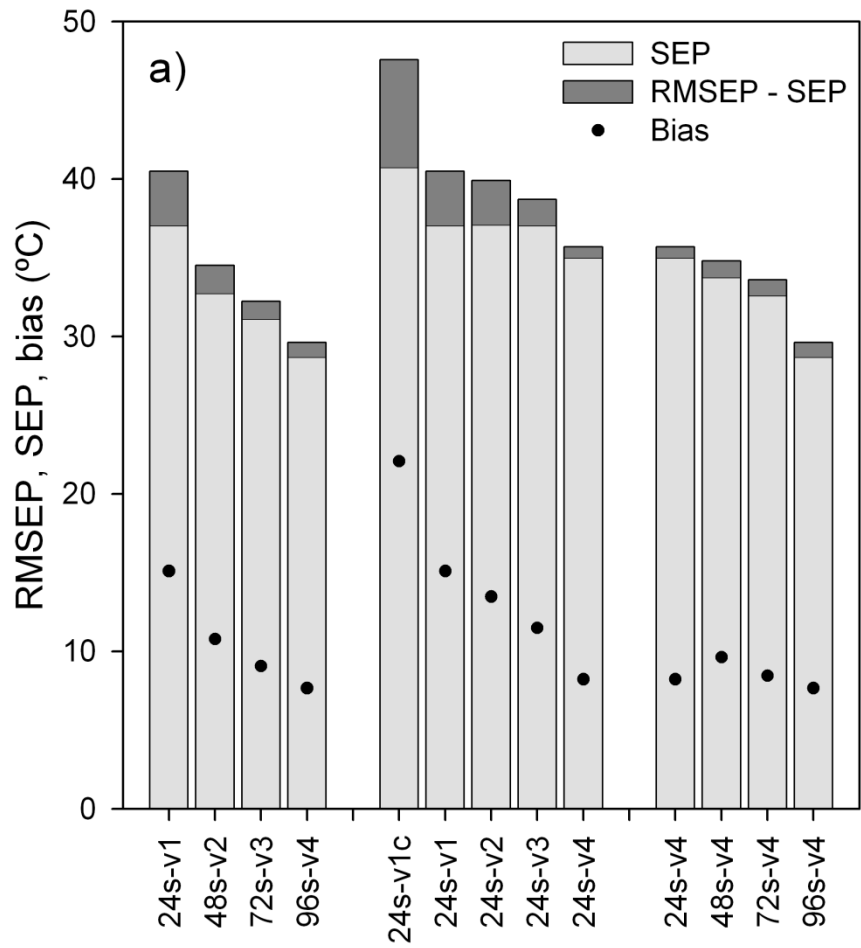 a)
SEP
RMSEP - SEP
Bias
RMSEP, SEP, bias (ºC)
50
40
30
20
10
0
24s-v1
48s-v2
72s-v3
96s-v4
24s-v1c
24s-v1
24s-v2
24s-v3
24s-v4
24s-v4
48s-v4
72s-v4
96s-v4